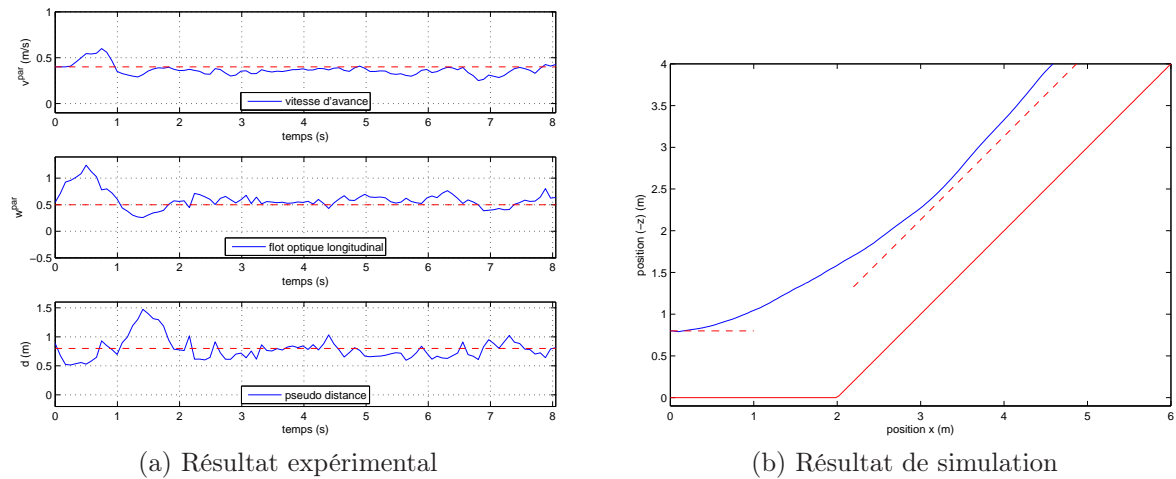 1
0.5
0
v^par (m/s)
0 1 2 3 4 5 6 7 8
vitesse d'avance
temps (s)
1
0.5
0
−0.5
w^par
0 1 2 3 4 5 6 7 8
flot optique longitudinal
temps (s)
1.5
1
0.5
0
d (m)
0 1 2 3 4 5 6 7 8
pseudo distance
temps (s)
(a) Résultat expérimental
4
3.5
3
2.5
2
1.5
1
0.5
0
position (−z) (m)
0 1 2 3 4 5 6
position x (m)
(b) Résultat de simulation